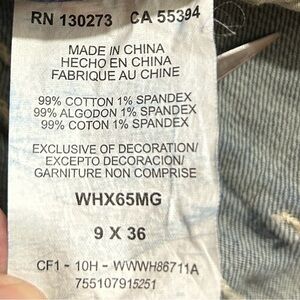 RN 130273 CA 55394
MADE IN CHINA
HECHO EN CHINA
FABRIQUE AU CHINE
99% COTTON 1% SPANDEX
99% ALGODON 1% SPANDEX
99% COTON 1% SPANDEX
EXCLUSIVE OF DECORATION/
EXCEPTO DECORACION/
GARNITURE NON COMPRISE
WHX65MG
9 X 36
CF1 - 10H - WWWH86711A
755107915251